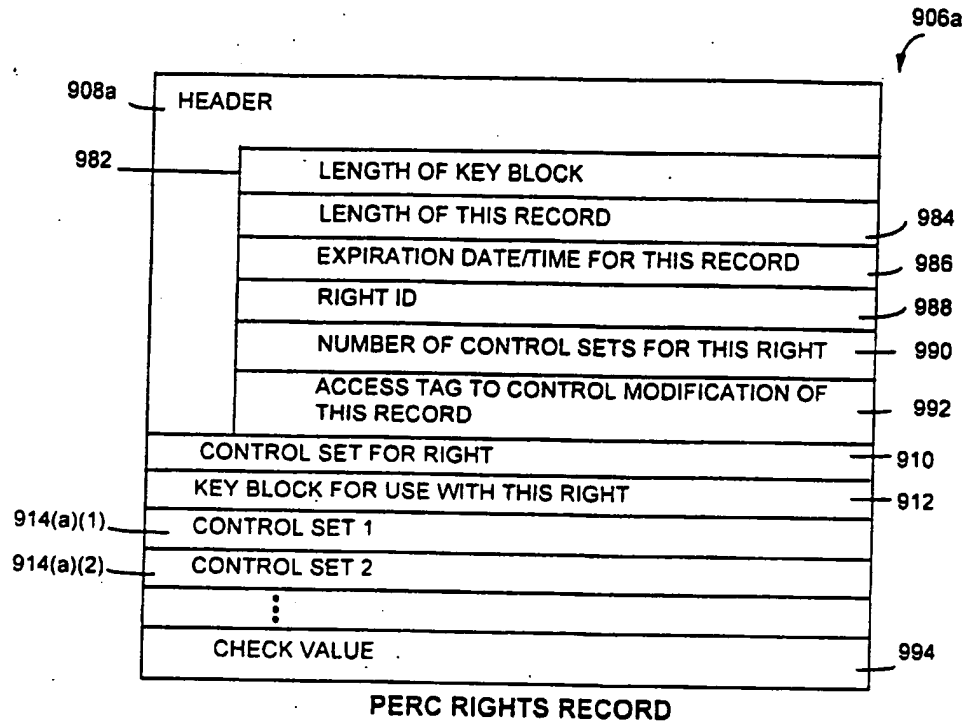 906a
908a
HEADER
982
LENGTH OF KEY BLOCK
LENGTH OF THIS RECORD
984
EXPIRATION DATE/TIME FOR THIS RECORD
986
RIGHT ID
988
NUMBER OF CONTROL SETS FOR THIS RIGHT
990
ACCESS TAG TO CONTROL MODIFICATION OF
THIS RECORD
992
CONTROL SET FOR RIGHT
910
KEY BLOCK FOR USE WITH THIS RIGHT
912
914(a)(1)
CONTROL SET 1
914(a)(2)
CONTROL SET 2
CHECK VALUE
994
PERC RIGHTS RECORD